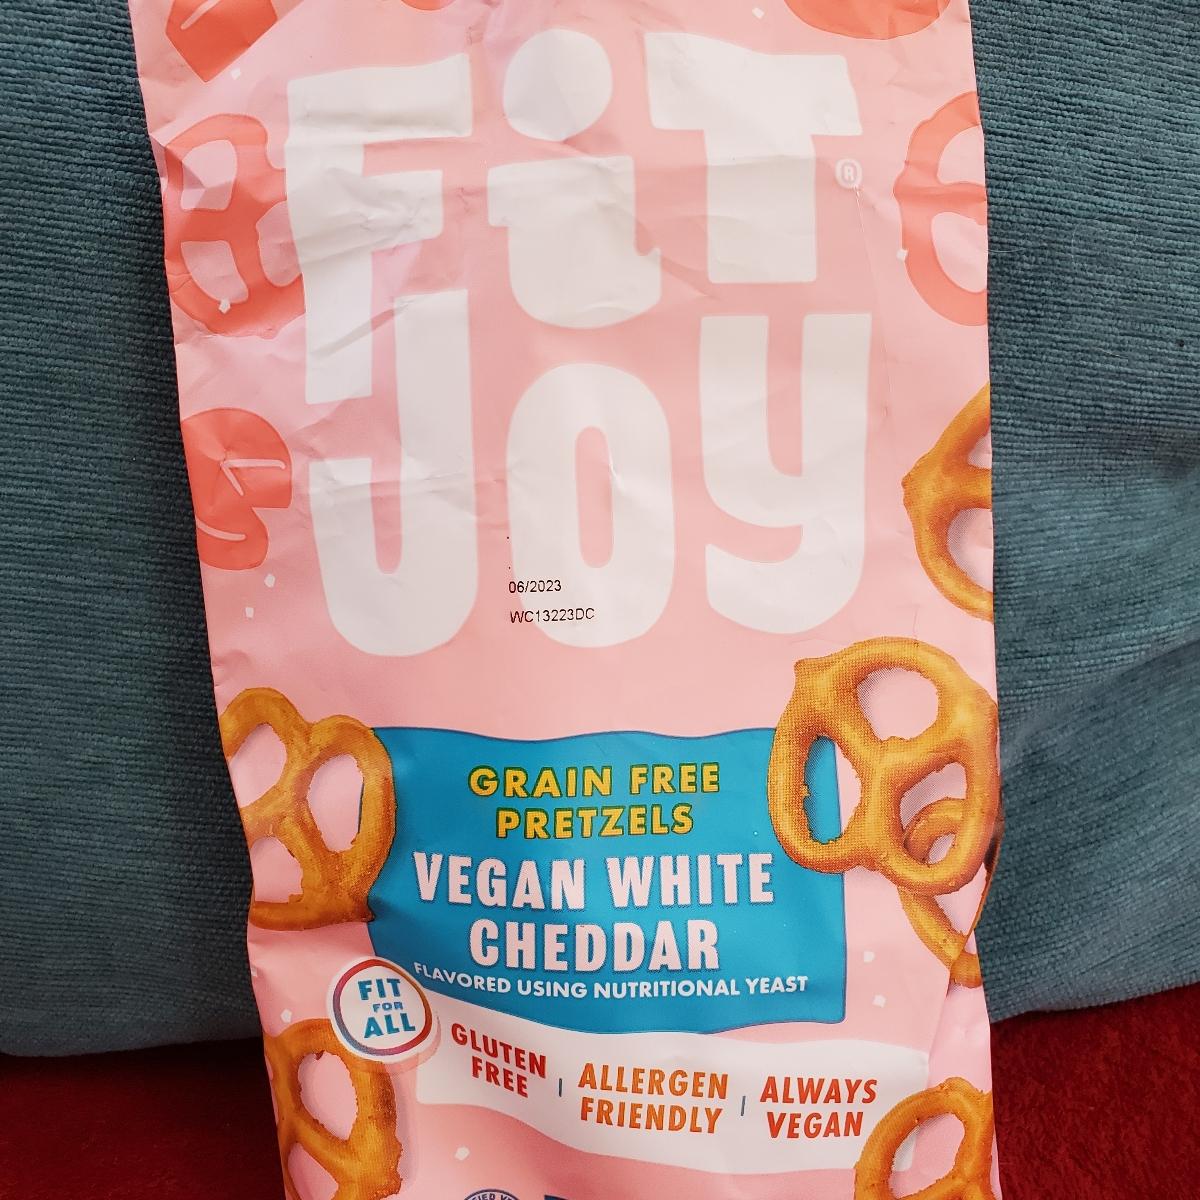 FiT
JOY
®
06/2023
WC13223DC
GRAIN FREE
PRETZELS
VEGAN WHITE
CHEDDAR
FLAVORED USING NUTRITIONAL YEAST
FIT
FOR
ALL
GLUTEN
FREE
ALLERGEN
FRIENDLY
ALWAYS
VEGAN